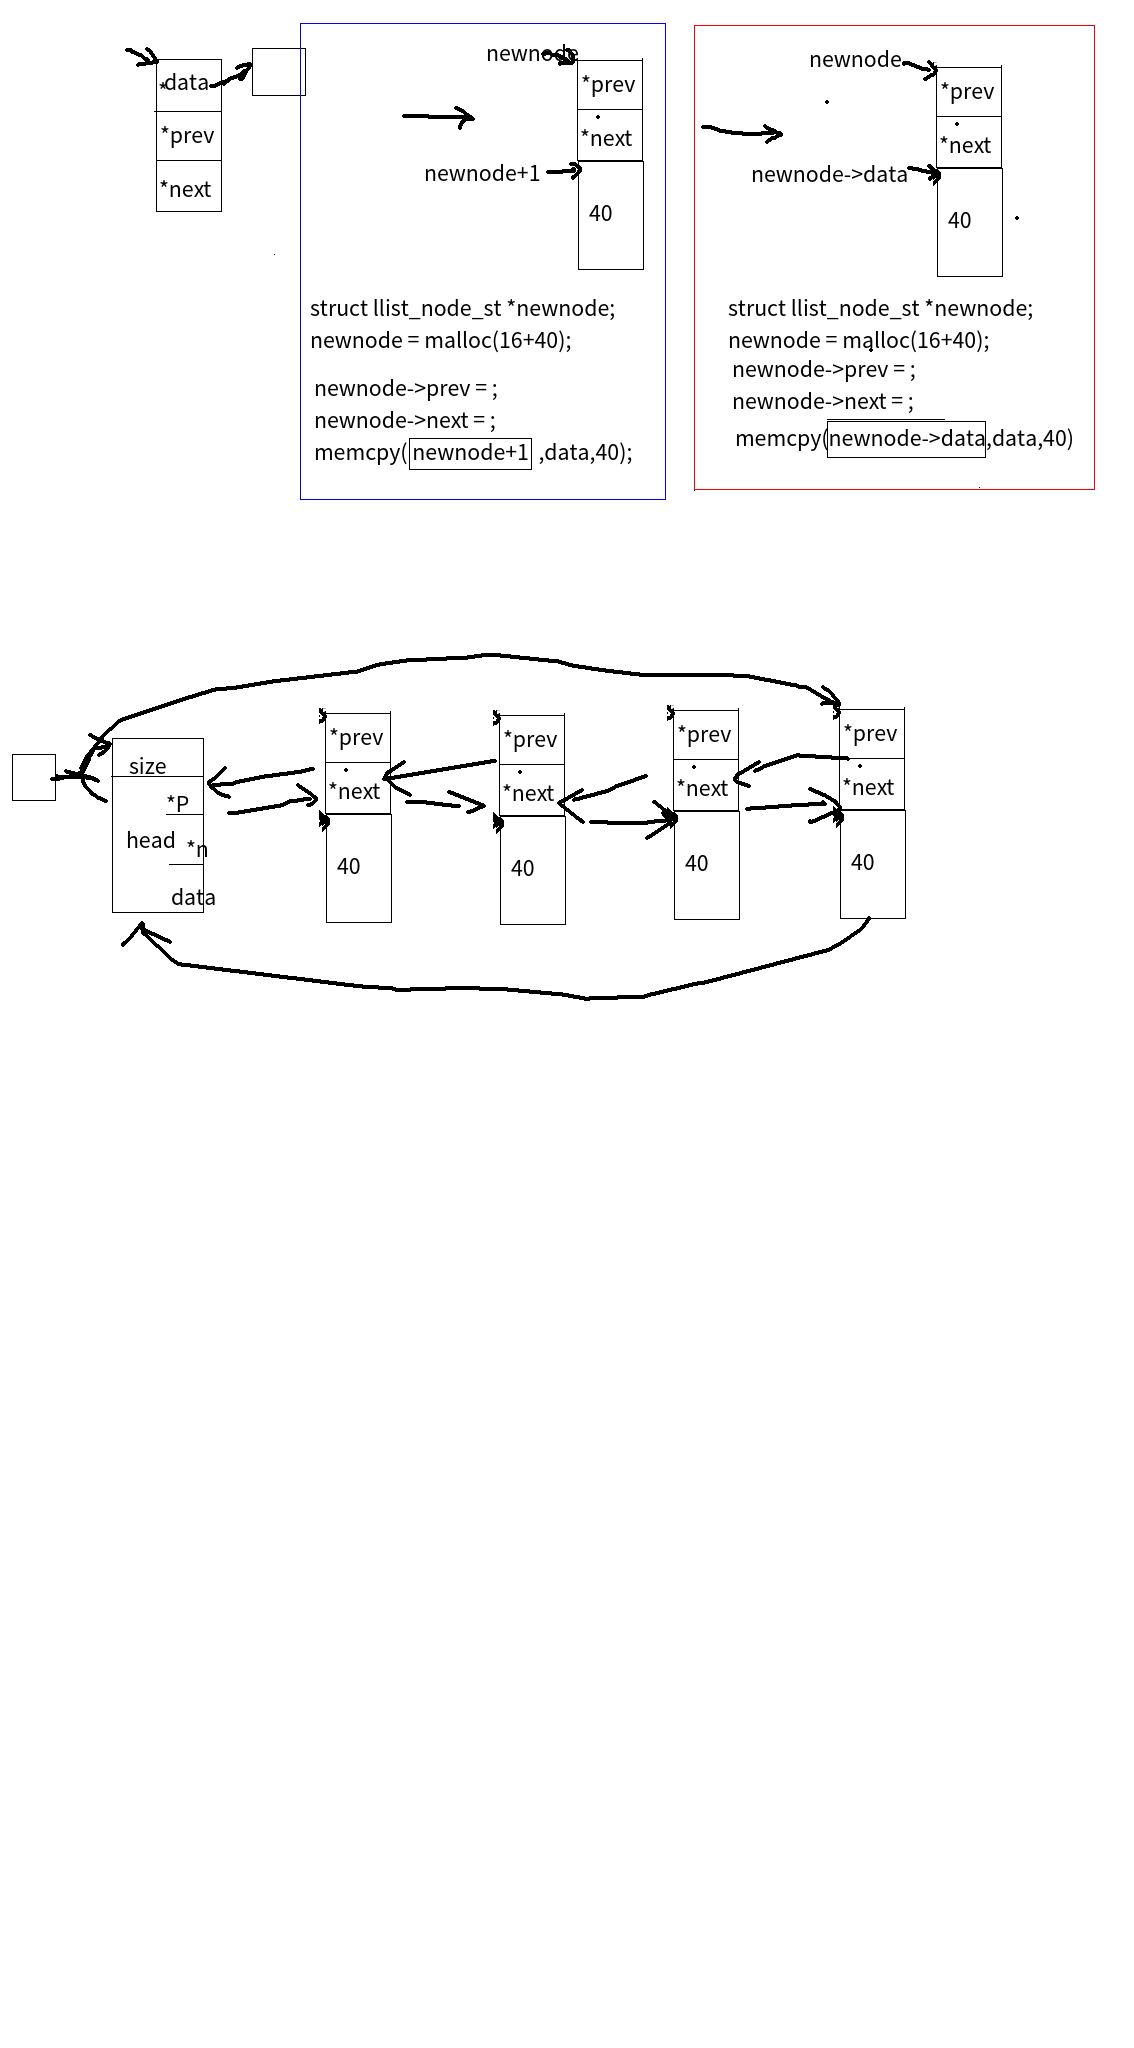 *data
*prev
*next
newnode
*prev
*next
newnode+1
40
struct llist_node_st *newnode;
newnode = malloc(16+40);
newnode->prev = ;
newnode->next = ;
memcpy( newnode+1 ,data,40);
newnode
*prev
*next
newnode->data
40
struct llist_node_st *newnode;
newnode = malloc(16+40);
newnode->prev = ;
newnode->next = ;
memcpy(newnode->data,data,40)
size
*P
head *n
data
*prev
*next
40
*prev
*next
40
*prev
*next
40
*prev
*next
40